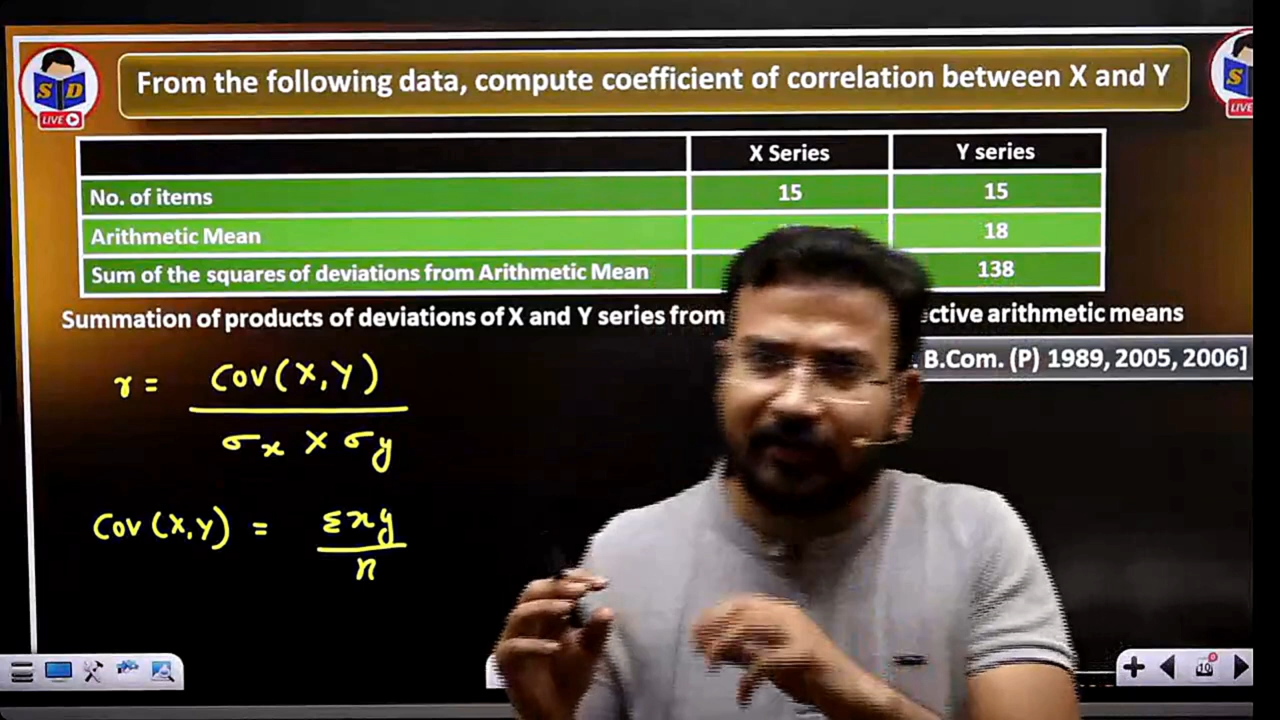 From the following data, compute coefficient of correlation between X and Y
S D
LIVE
S
LIVE
X Series Y series
No. of items 15 15
Arithmetic Mean 18
Sum of the squares of deviations from Arithmetic Mean 138
Summation of products of deviations of X and Y series from ective arithmetic means
B.Com. (P) 1989, 2005, 2006]
r = Cov(X,Y)
σx × σy
Cov(X,Y) = Σxy
n
10